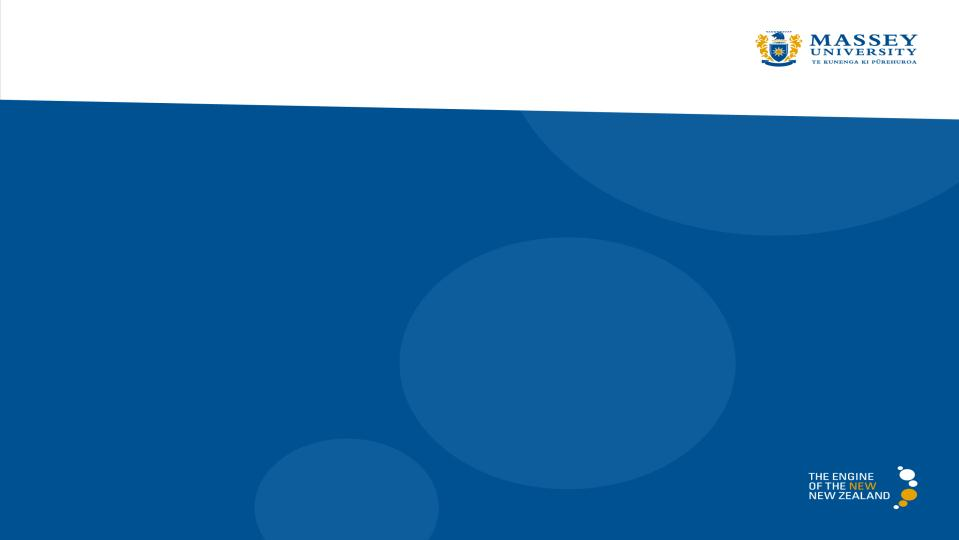 MASSEY
UNIVERSITY
TE KUNENGA KI PŪREHUROA
THE ENGINE
OF THE NEW
NEW ZEALAND